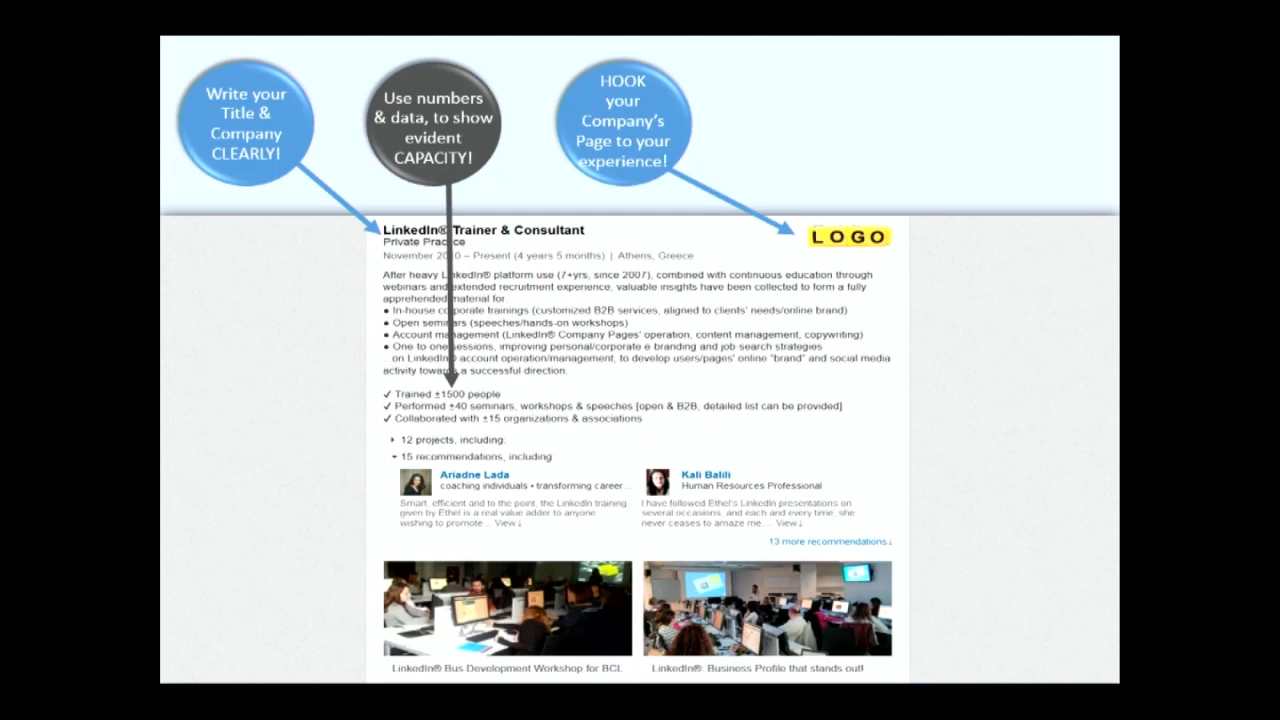 Write your
Title &
Company
CLEARLY!
Use numbers
& data, to show
evident
CAPACITY!
HOOK
your
Company's
Page to your
experience!
LinkedIn® Trainer & Consultant
LOGO
Private Practice
November 2010 – Present (4 years 5 months) | Athens, Greece
After heavy LinkedIn® platform use (7+yrs, since 2007), combined with continuous education through
webinars and extended recruitment experience, valuable insights have been collected to form a fully
apprehended material for:
● In-house corporate trainings (customized B2B services, aligned to clients' needs/online brand)
● Open seminars (speeches/hands-on workshops)
● Account management (LinkedIn® Company Pages' operation, content management, copywriting)
● One to one sessions, improving personal/corporate e branding and job search strategies
on LinkedIn® account operation/management, to develop users/pages' online "brand" and social media
activity towards a successful direction.
✓ Trained ±1500 people
✓ Performed ±40 seminars, workshops & speeches [open & B2B, detailed list can be provided]
✓ Collaborated with ±15 organizations & associations
12 projects, including:
15 recommendations, including
Ariadne Lada
coaching individuals • transforming career...
Smart, efficient and to the point, the LinkedIn training
given by Ethel is a real value adder to anyone
wishing to promote... View↓
Kali Balili
Human Resources Professional
I have followed Ethel's LinkedIn presentations on
several occasions, and each and every time, she
never ceases to amaze me.... View↓
13 more recommendations↓
LinkedIn® Bus Development Workshop for BCL
LinkedIn®: Business Profile that stands out!